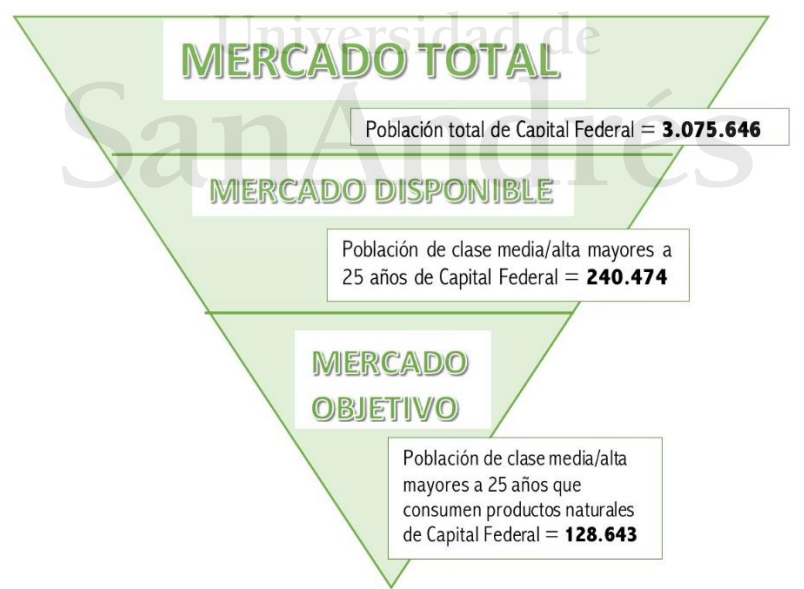 Universidad de
SanAndrés
MERCADO TOTAL
Población total de Capital Federal = 3.075.646
MERCADO DISPONIBLE
Población de clase media/alta mayores a
25 años de Capital Federal = 240.474
MERCADO
OBJETIVO
Población de clase media/alta
mayores a 25 años que
consumen productos naturales
de Capital Federal = 128.643